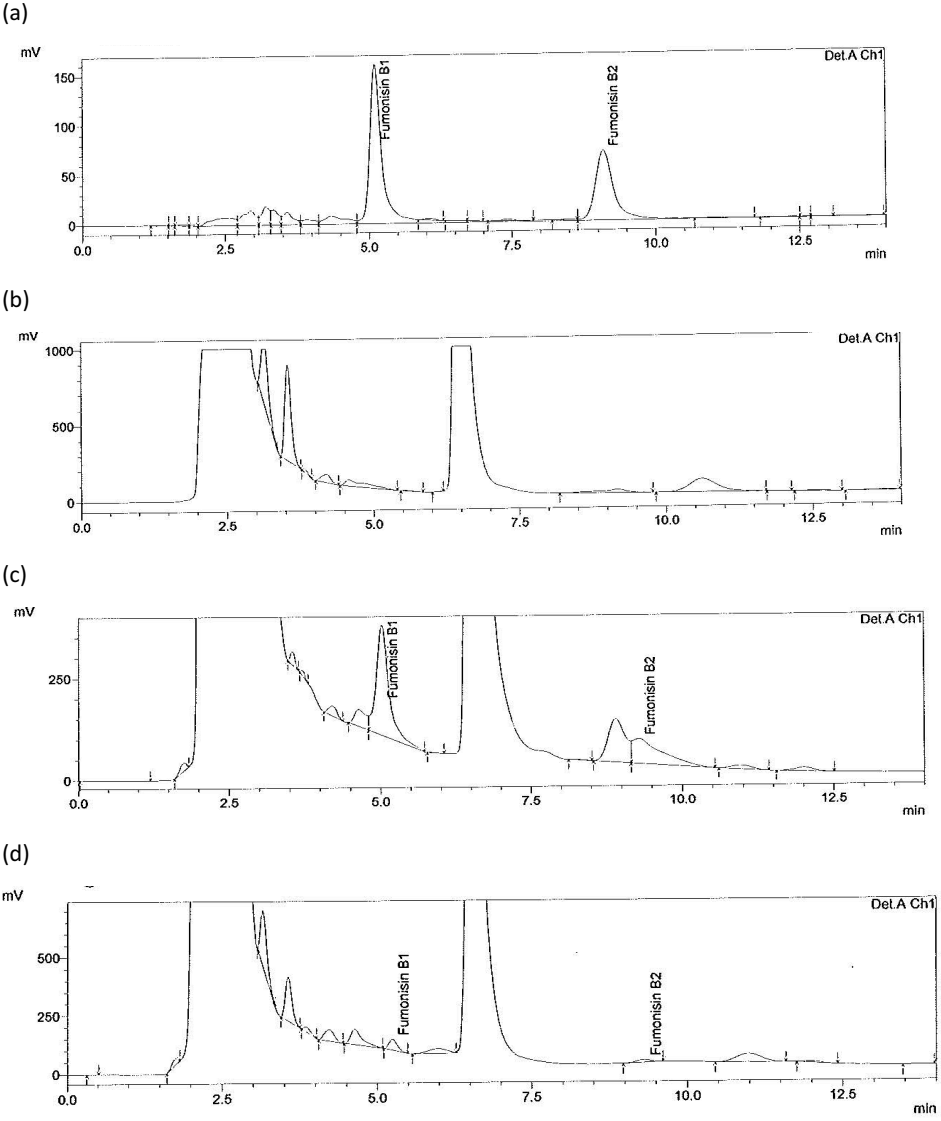 (a)
mV
Det.A Ch1
150
100
50
0
Fumonisin B1
Fumonisin B2
0.0 2.5 5.0 7.5 10.0 12.5
min
(b)
mV
Det.A Ch1
1000
500
0
0.0 2.5 5.0 7.5 10.0 12.5
min
(c)
mV
Det.A Ch1
250
0
Fumonisin B1
Fumonisin B2
0.0 2.5 5.0 7.5 10.0 12.5
min
(d)
mV
Det.A Ch1
500
250
0
Fumonisin B1
Fumonisin B2
0.0 2.5 5.0 7.5 10.0 12.5
min